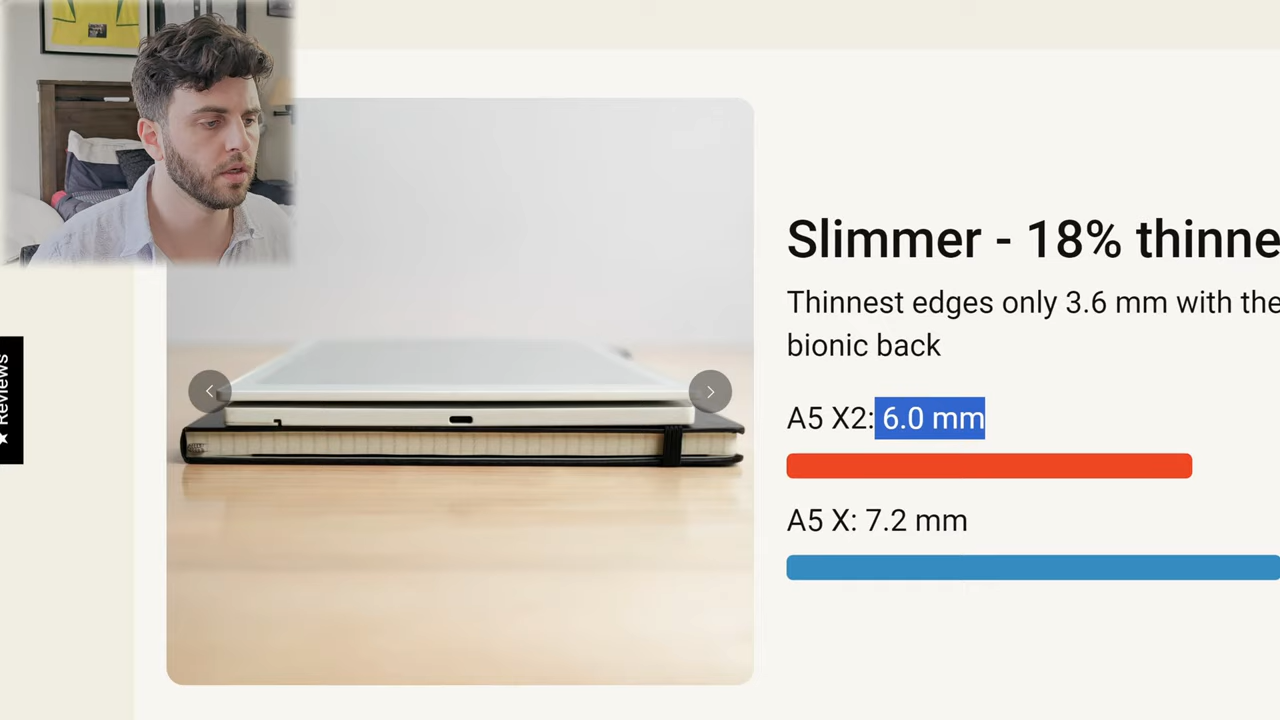 ★ Reviews
Slimmer - 18% thinne
Thinnest edges only 3.6 mm with the
bionic back
A5 X2: 6.0 mm
A5 X: 7.2 mm